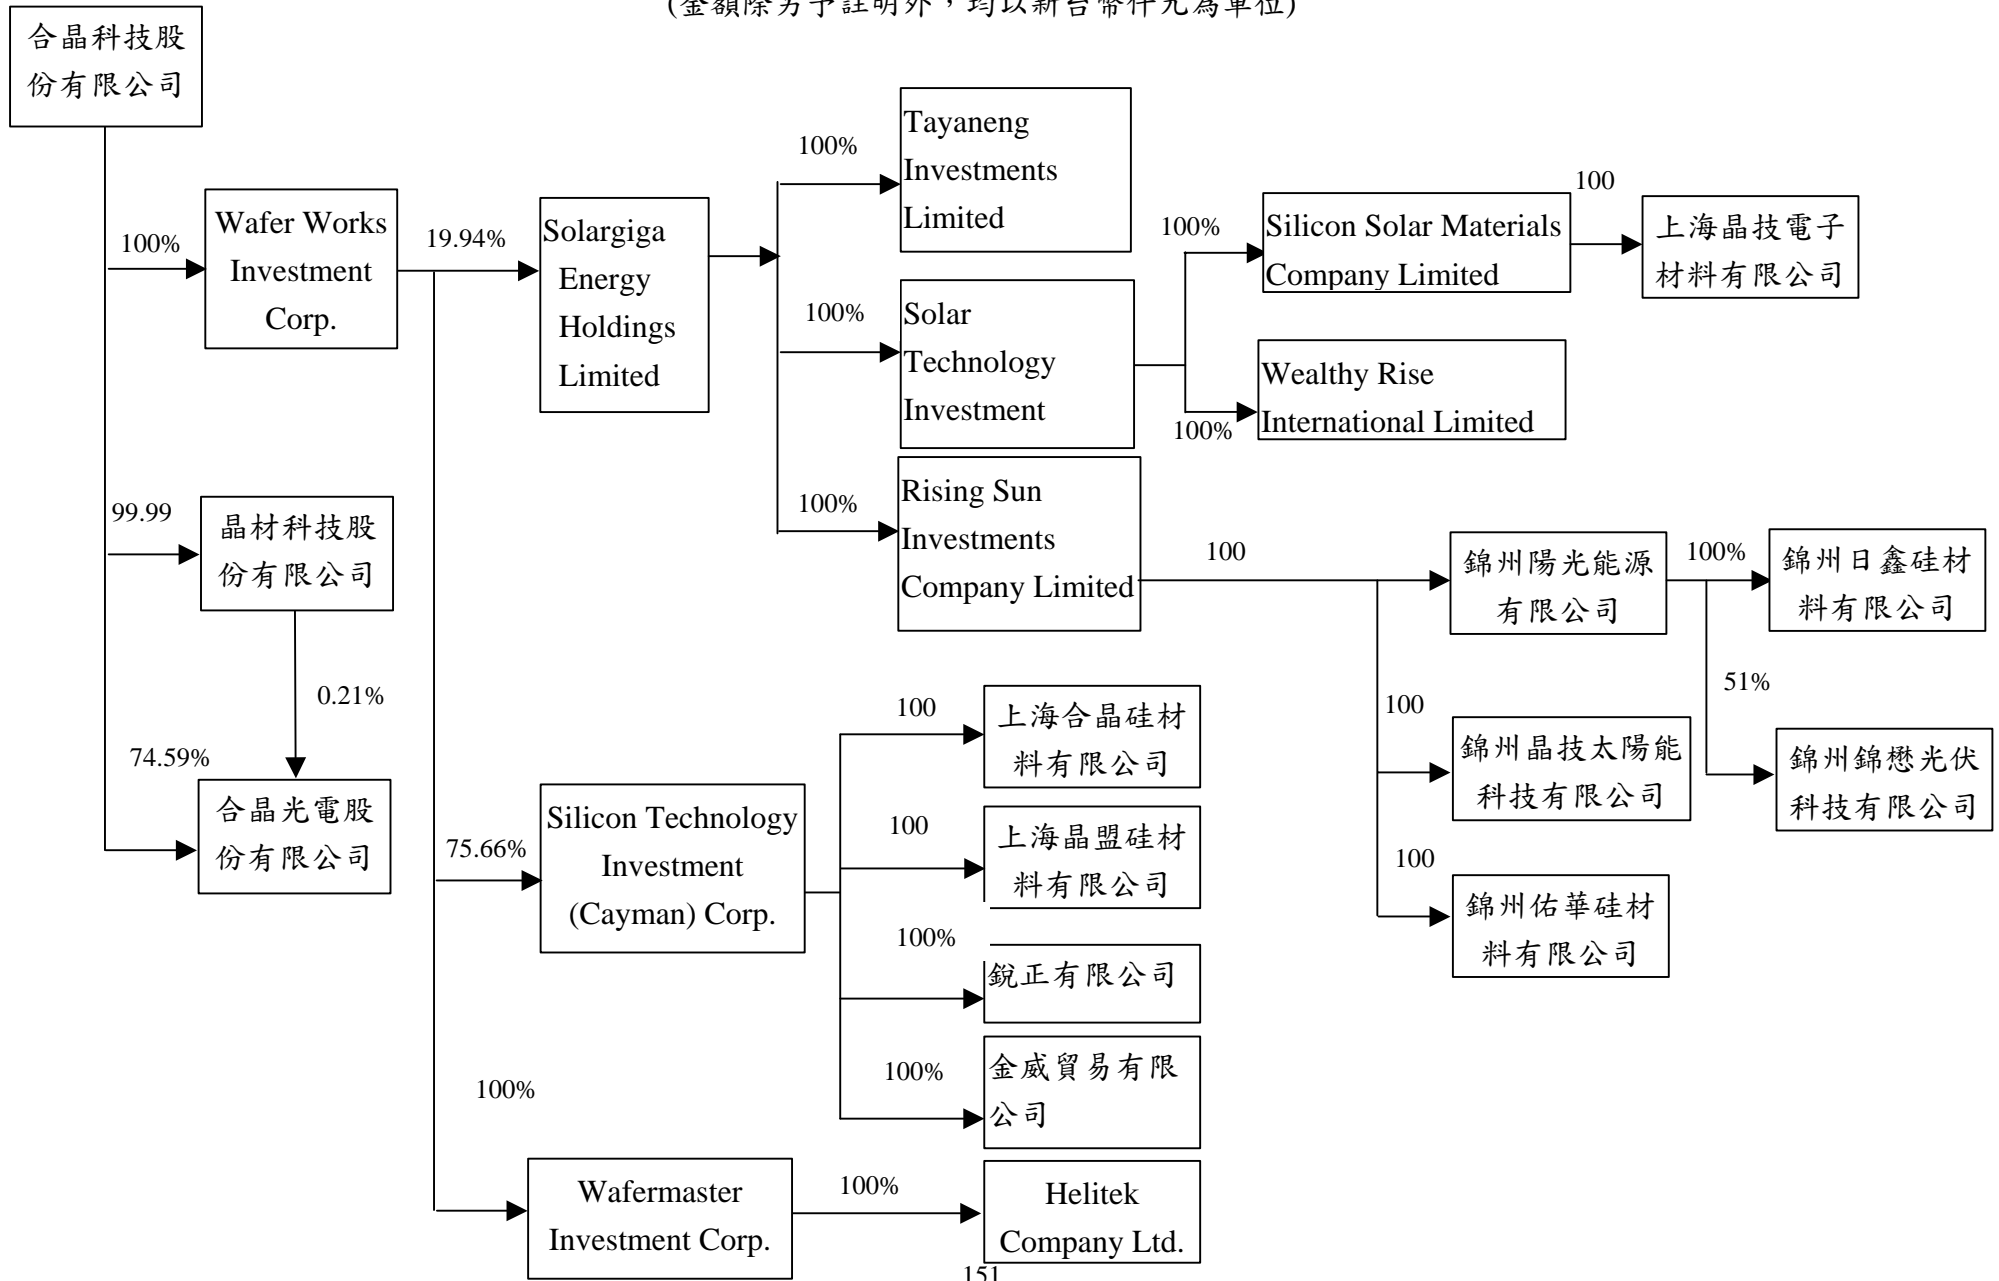 (金額除另予註明外，均以新台幣仟元為單位)
合晶科技股
份有限公司
100%
Wafer Works
Investment
Corp.
19.94%
Solargiga
Energy
Holdings
Limited
100%
Tayaneng
Investments
Limited
100%
Solar
Technology
Investment
100%
Silicon Solar Materials
Company Limited
100
上海晶技電子
材料有限公司
100%
Wealthy Rise
International Limited
100%
Rising Sun
Investments
Company Limited
100
錦州陽光能源
有限公司
100%
錦州日鑫硅材
料有限公司
51%
錦州錦懋光伏
科技有限公司
100
錦州晶技太陽能
科技有限公司
100
錦州佑華硅材
料有限公司
99.99
晶材科技股
份有限公司
0.21%
74.59%
合晶光電股
份有限公司
75.66%
Silicon Technology
Investment
(Cayman) Corp.
100
上海合晶硅材
料有限公司
100
上海晶盟硅材
料有限公司
100%
銳正有限公司
100%
金威貿易有限
公司
100%
Wafermaster
Investment Corp.
100%
Helitek
Company Ltd.
151